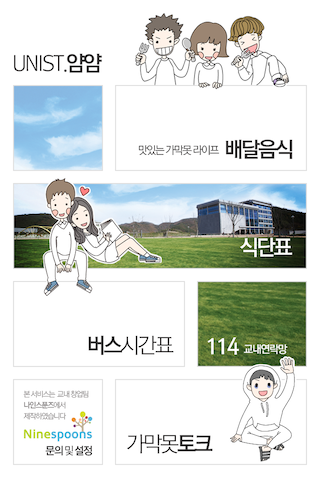 UNIST.얌얌
맛있는 가막못 라이프 배달음식
식단표
버스시간표
114 교내연락망
본 서비스는 교내 창업팀
나인스푼즈에서
제작하였습니다
Ninespoons
문의 및 설정
가막못토크